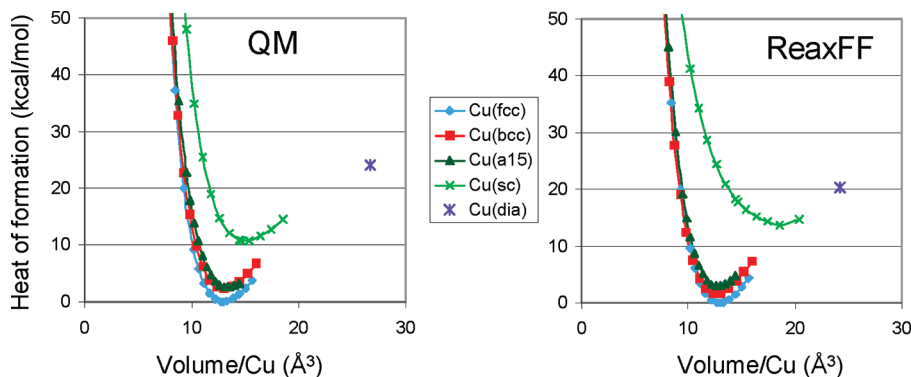 QM
Heat of formation (kcal/mol)
50
40
30
20
10
0
0
10
20
30
Volume/Cu (Å³)
Cu(fcc)
Cu(bcc)
Cu(a15)
Cu(sc)
Cu(dia)
ReaxFF
50
40
30
20
10
0
0
10
20
30
Volume/Cu (Å³)